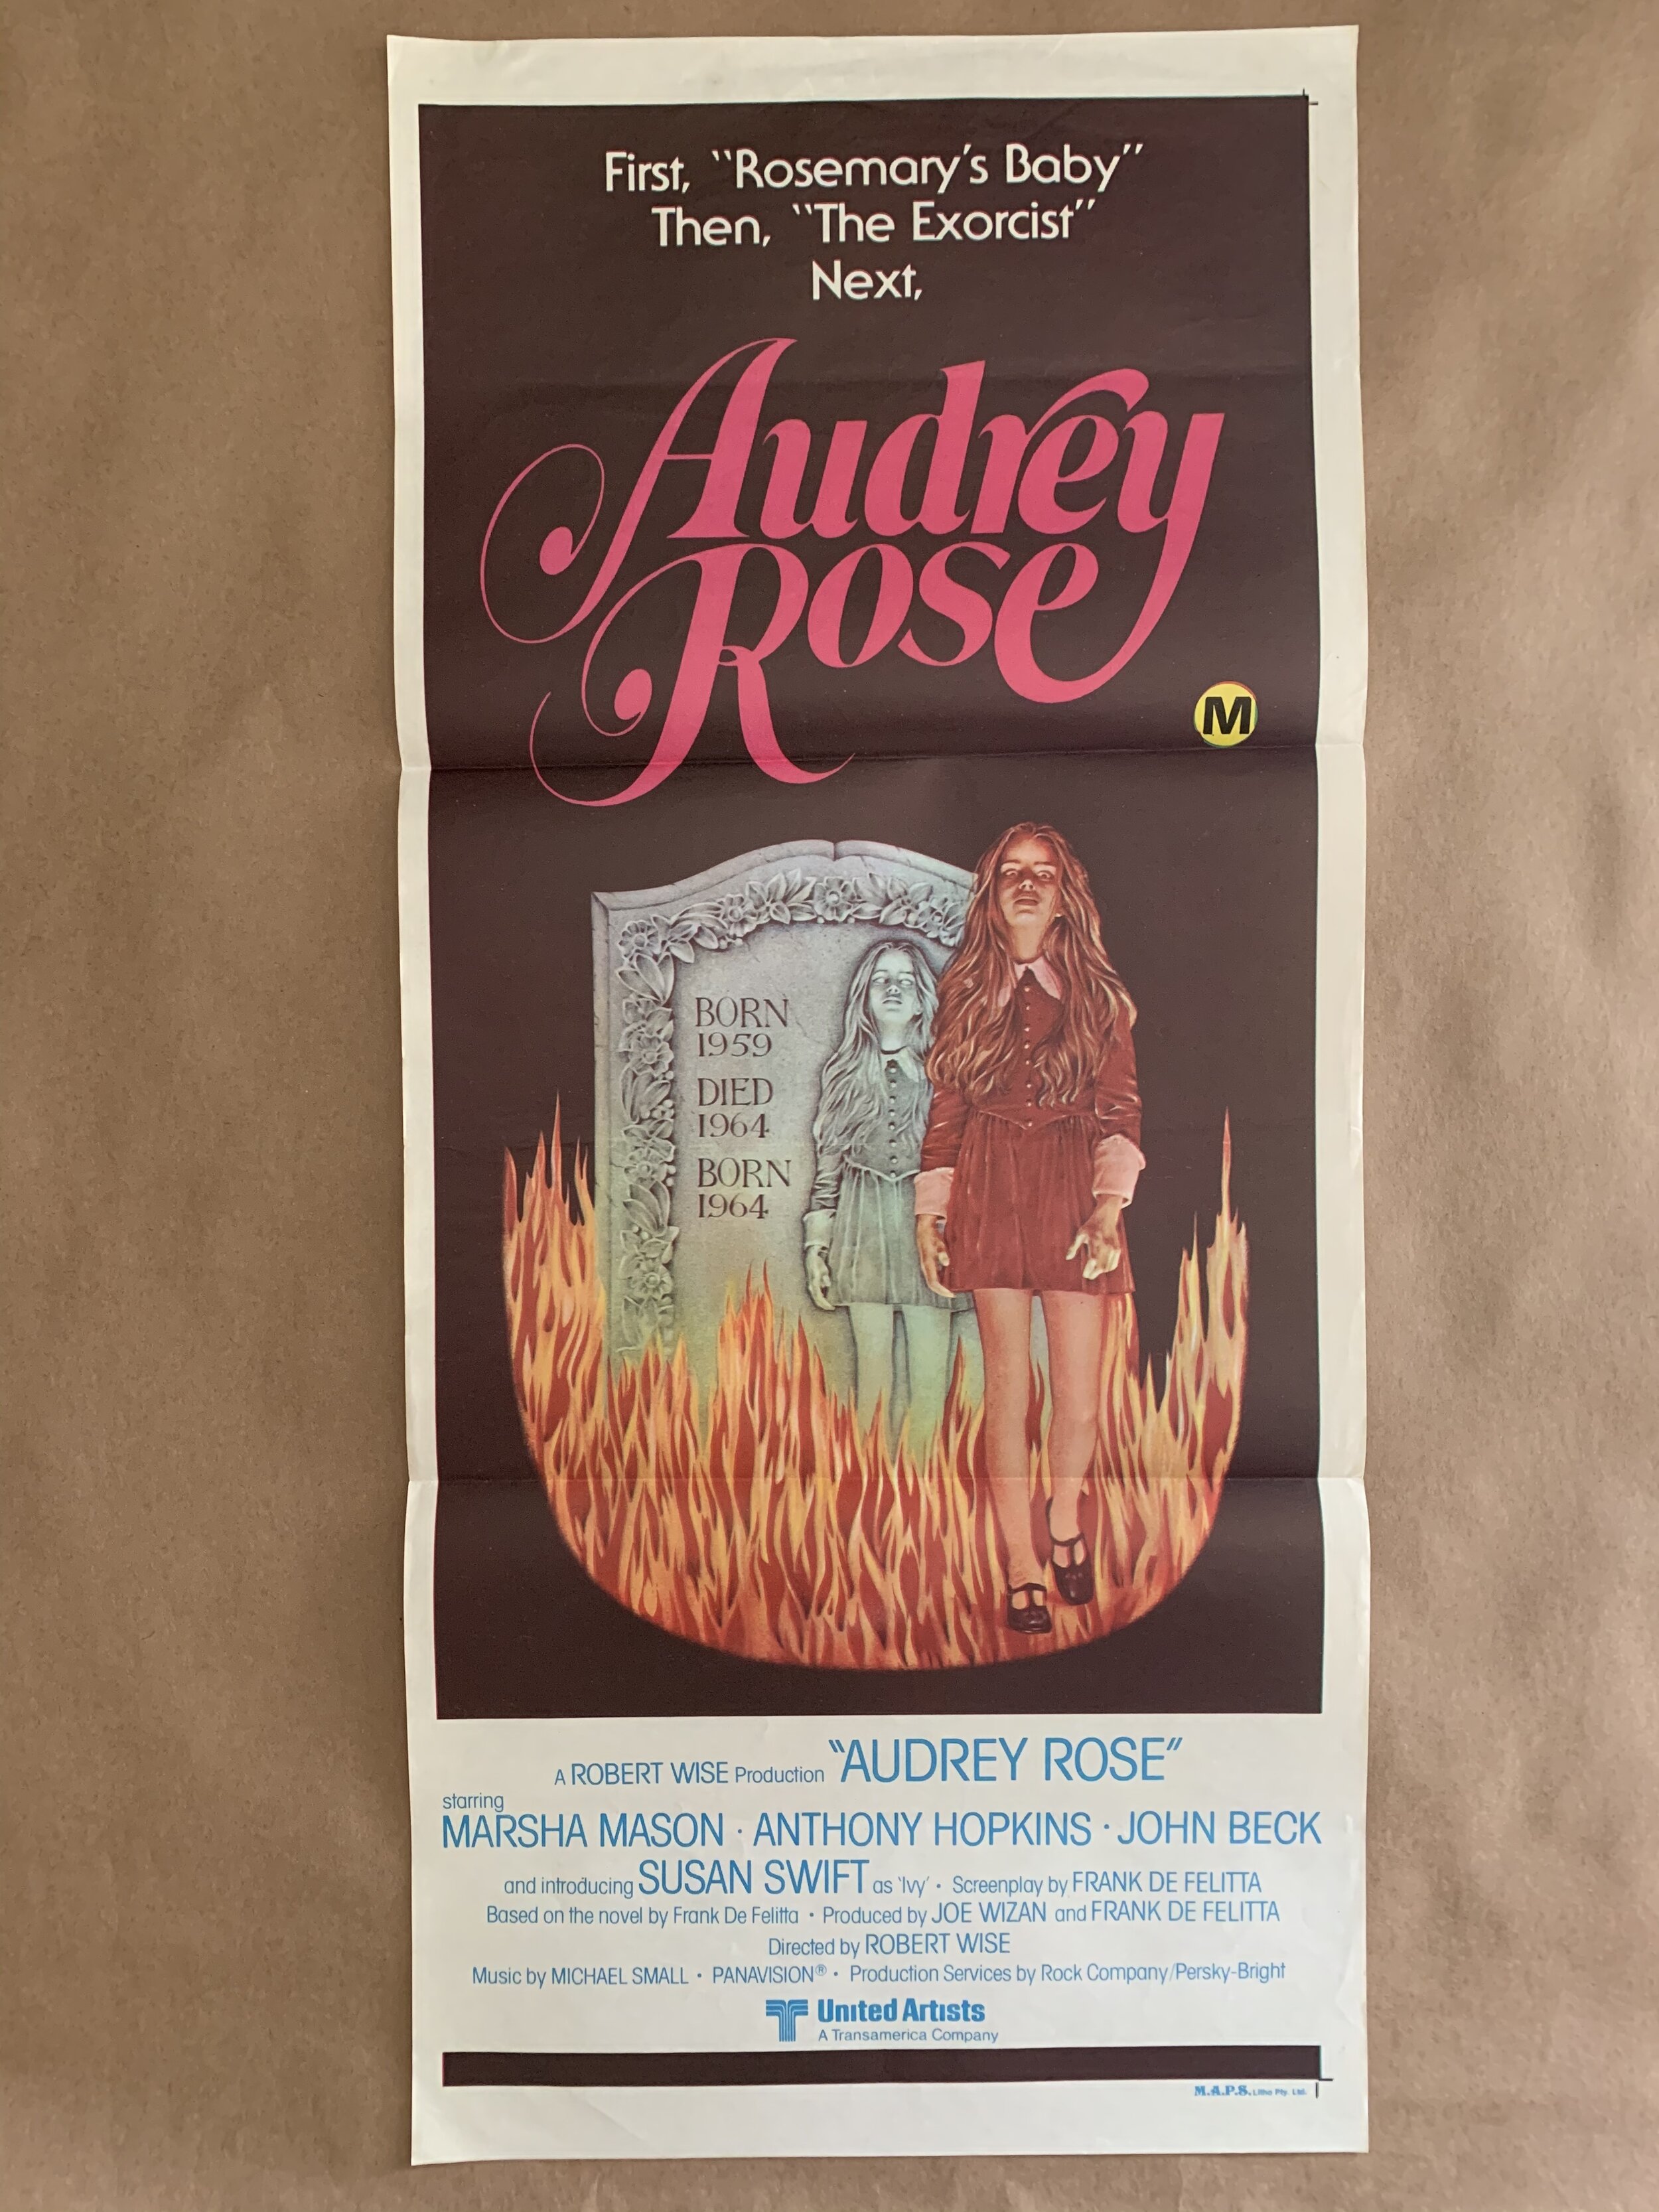 First, "Rosemary's Baby"
Then, "The Exorcist"
Next,
Audrey
Rose
M
BORN
1959
DIED
1964
BORN
1964
A ROBERT WISE Production "AUDREY ROSE"
starring
MARSHA MASON · ANTHONY HOPKINS · JOHN BECK
and introducing SUSAN SWIFT as 'Ivy' · Screenplay by FRANK DE FELITTA
Based on the novel by Frank De Felitta · Produced by JOE WIZAN and FRANK DE FELITTA
Directed by ROBERT WISE
Music by MICHAEL SMALL · PANAVISION® · Production Services by Rock Company/Persky-Bright
United Artists
A Transamerica Company
M.A.P.S. Litho Pty. Ltd.